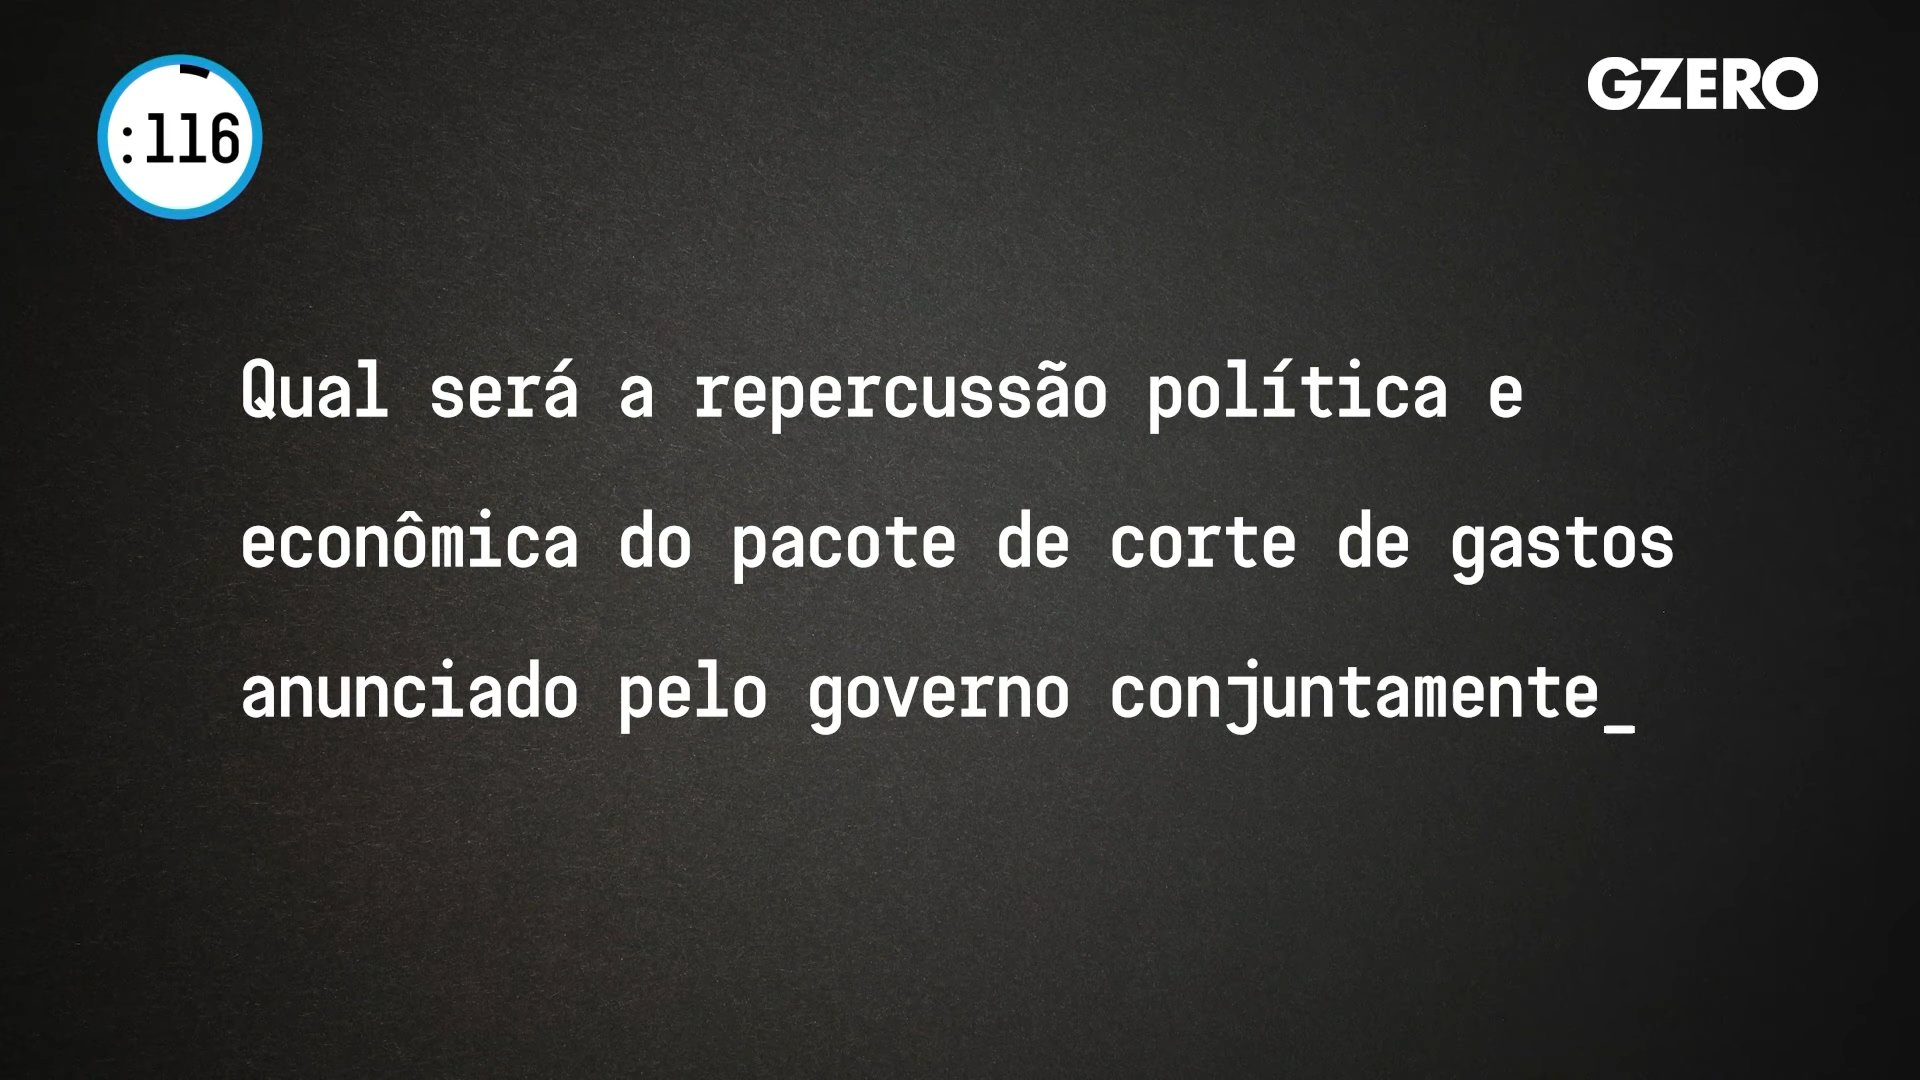 :116
GZERO
Qual será a repercussão política e
econômica do pacote de corte de gastos
anunciado pelo governo conjuntamente_